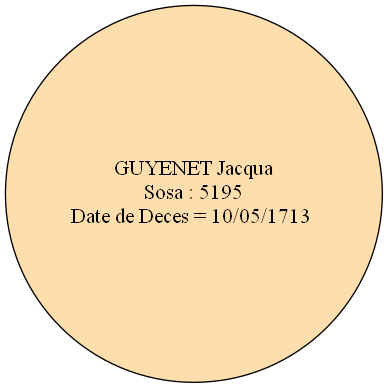 GUYENET Jacqua
Sosa : 5195
Date de Deces = 10/05/1713